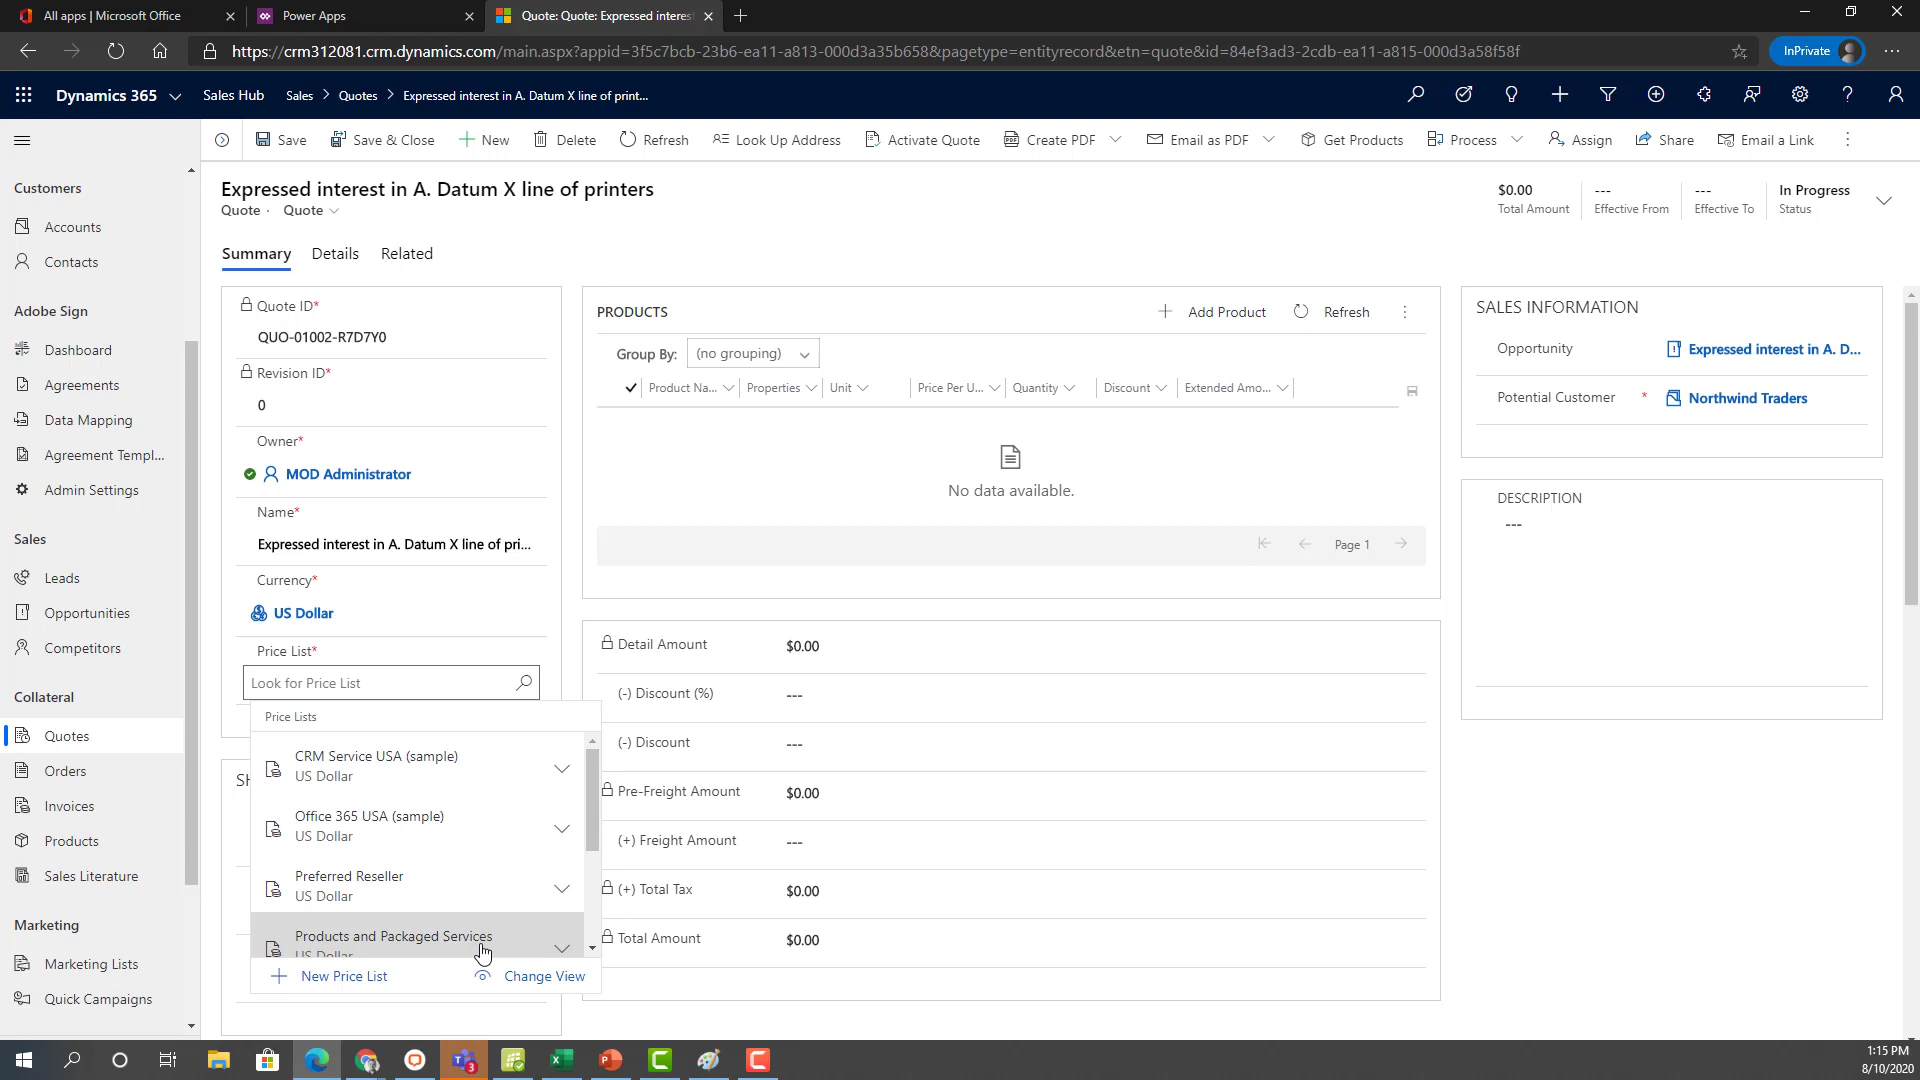 All apps | Microsoft Office
Power Apps
Quote: Quote: Expressed interest
https://crm312081.crm.dynamics.com/main.aspx?appid=3f5c7bcb-23b6-ea11-a813-000d3a35b658&pagetype=entityrecord&etn=quote&id=84ef3ad3-2cdb-ea11-a815-000d3a58f58f
InPrivate
Dynamics 365
Sales Hub
Sales > Quotes > Expressed interest in A. Datum X line of print...
Save
Save & Close
New
Delete
Refresh
Look Up Address
Activate Quote
Create PDF
Email as PDF
Get Products
Process
Assign
Share
Email a Link
Customers
Accounts
Contacts
Adobe Sign
Dashboard
Agreements
Data Mapping
Agreement Templ...
Admin Settings
Sales
Leads
Opportunities
Competitors
Collateral
Quotes
Orders
Invoices
Products
Sales Literature
Marketing
Marketing Lists
Quick Campaigns
Expressed interest in A. Datum X line of printers
Quote · Quote
$0.00
Total Amount
---
Effective From
---
Effective To
In Progress
Status
Summary
Details
Related
Quote ID*
QUO-01002-R7D7Y0
Revision ID*
0
Owner*
MOD Administrator
Name*
Expressed interest in A. Datum X line of pri...
Currency*
US Dollar
Price List*
Look for Price List
Price Lists
CRM Service USA (sample)
US Dollar
Office 365 USA (sample)
US Dollar
Preferred Reseller
US Dollar
Products and Packaged Services
US Dollar
New Price List
Change View
SH
PRODUCTS
Add Product
Refresh
Group By: (no grouping)
Product Na...
Properties
Unit
Price Per U...
Quantity
Discount
Extended Amo...
No data available.
Page 1
Detail Amount
$0.00
(-) Discount (%)
---
(-) Discount
---
Pre-Freight Amount
$0.00
(+) Freight Amount
---
(+) Total Tax
$0.00
Total Amount
$0.00
SALES INFORMATION
Opportunity
Expressed interest in A. D...
Potential Customer *
Northwind Traders
DESCRIPTION
---
3
1:15 PM
8/10/2020